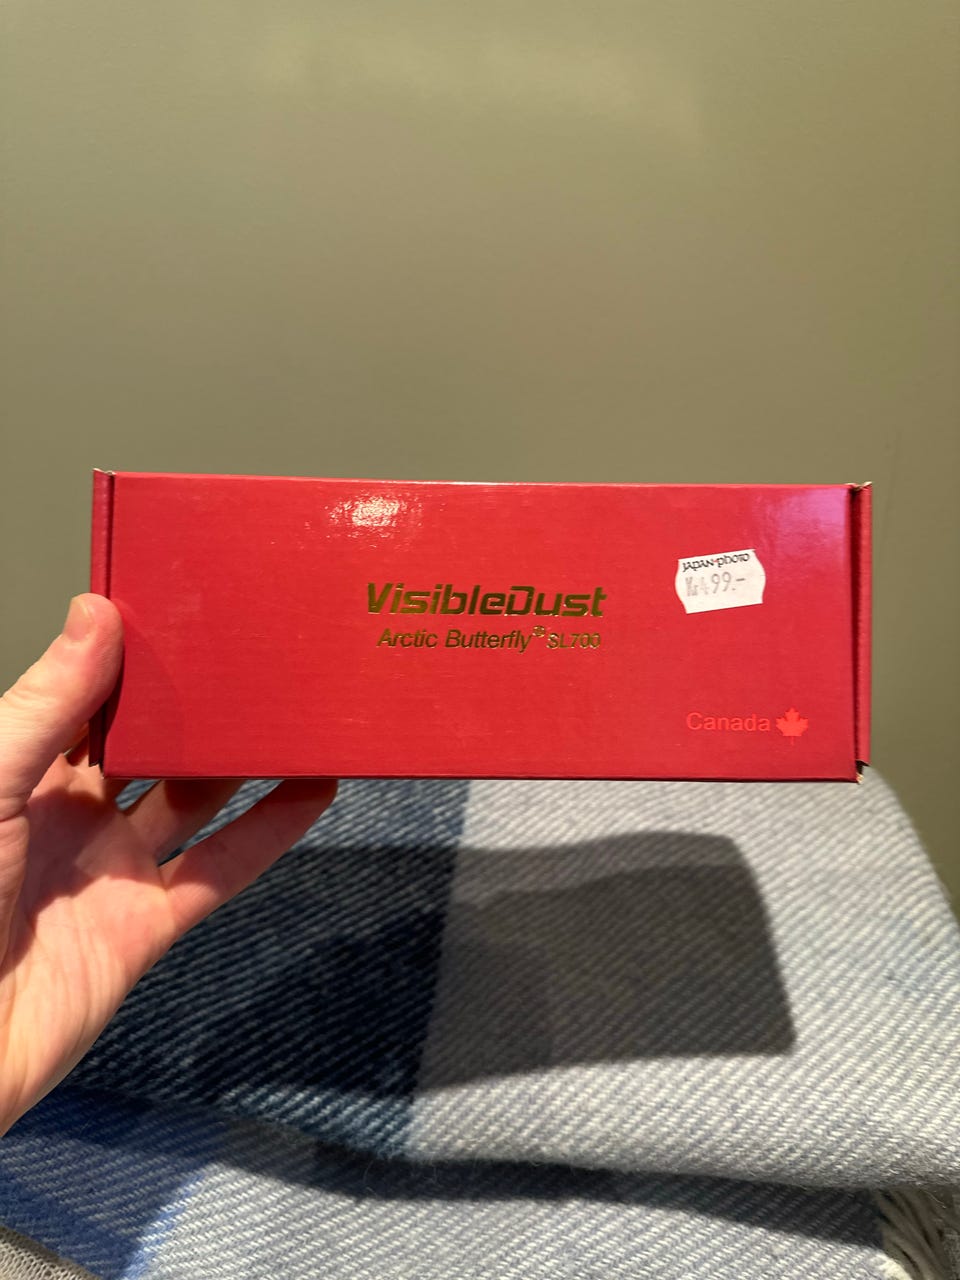 JAPAN-PHOTO
Kr499.-
VisibleDust
Arctic Butterfly® SL700
Canada